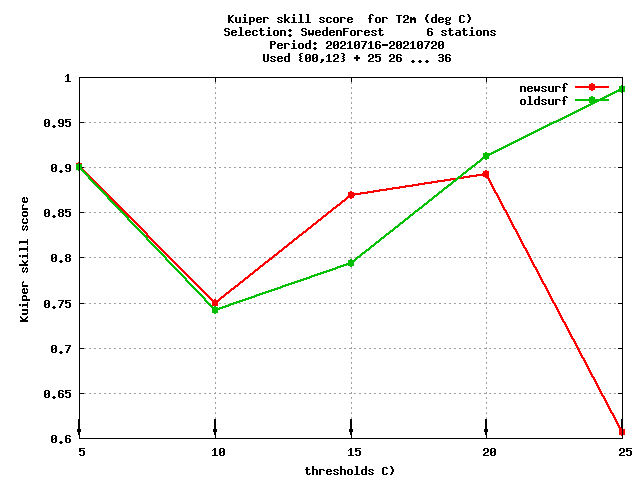 Kuiper skill score  for T2m (deg C)
Selection: SwedenForest      6 stations
Period: 20210716-20210720
Used {00,12} + 25 26 ... 36
newsurf
oldsurf
Kuiper skill score
1
0.95
0.9
0.85
0.8
0.75
0.7
0.65
0.6
5 10 15 20 25
thresholds C)